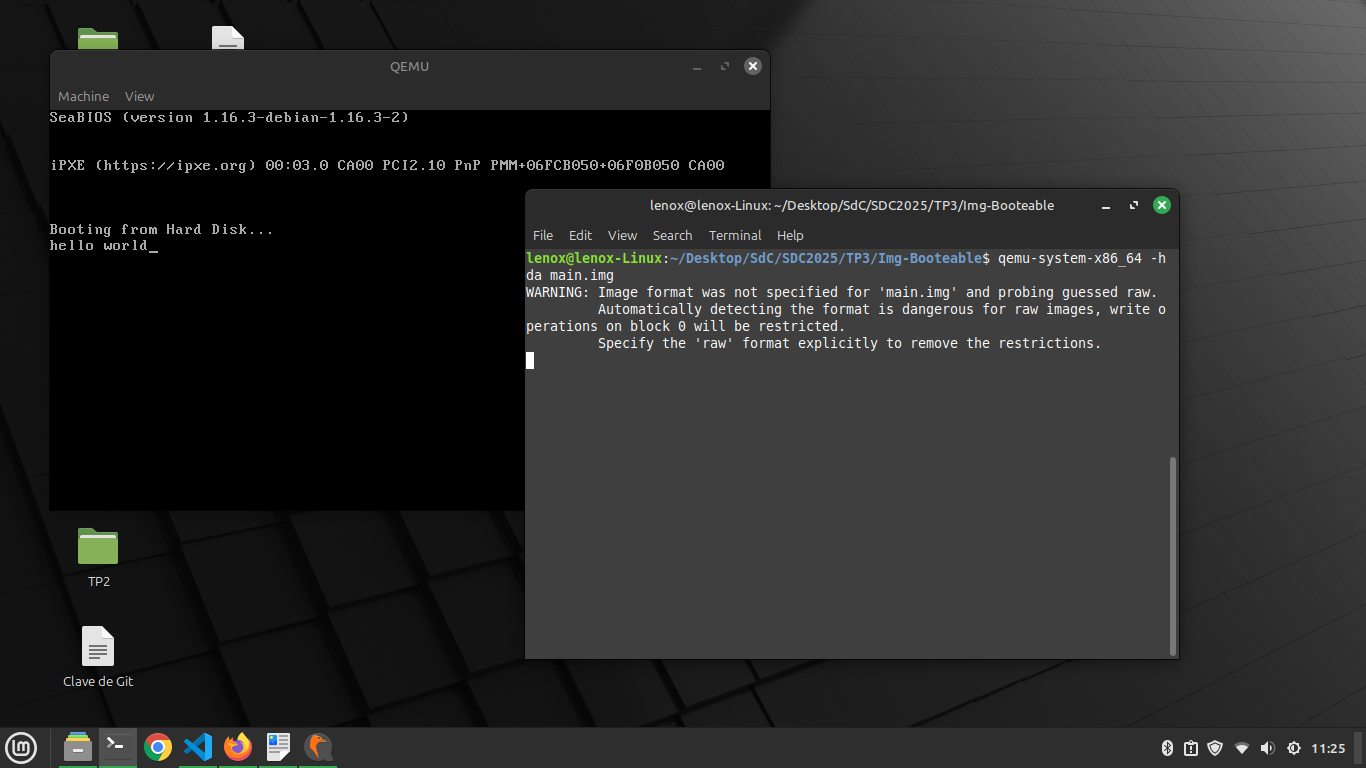 QEMU
Machine View
SeaBIOS (version 1.16.3-debian-1.16.3-2)
iPXE (https://ipxe.org) 00:03.0 CA00 PCI2.10 PnP PMM+06FCB050+06F0B050 CA00
Booting from Hard Disk...
hello world_
lenox@lenox-Linux: ~/Desktop/SdC/SDC2025/TP3/Img-Booteable
File Edit View Search Terminal Help
lenox@lenox-Linux:~/Desktop/SdC/SDC2025/TP3/Img-Booteable$ qemu-system-x86_64 -h
da main.img
WARNING: Image format was not specified for 'main.img' and probing guessed raw.
Automatically detecting the format is dangerous for raw images, write o
perations on block 0 will be restricted.
Specify the 'raw' format explicitly to remove the restrictions.
TP2
Clave de Git
lm
11:25